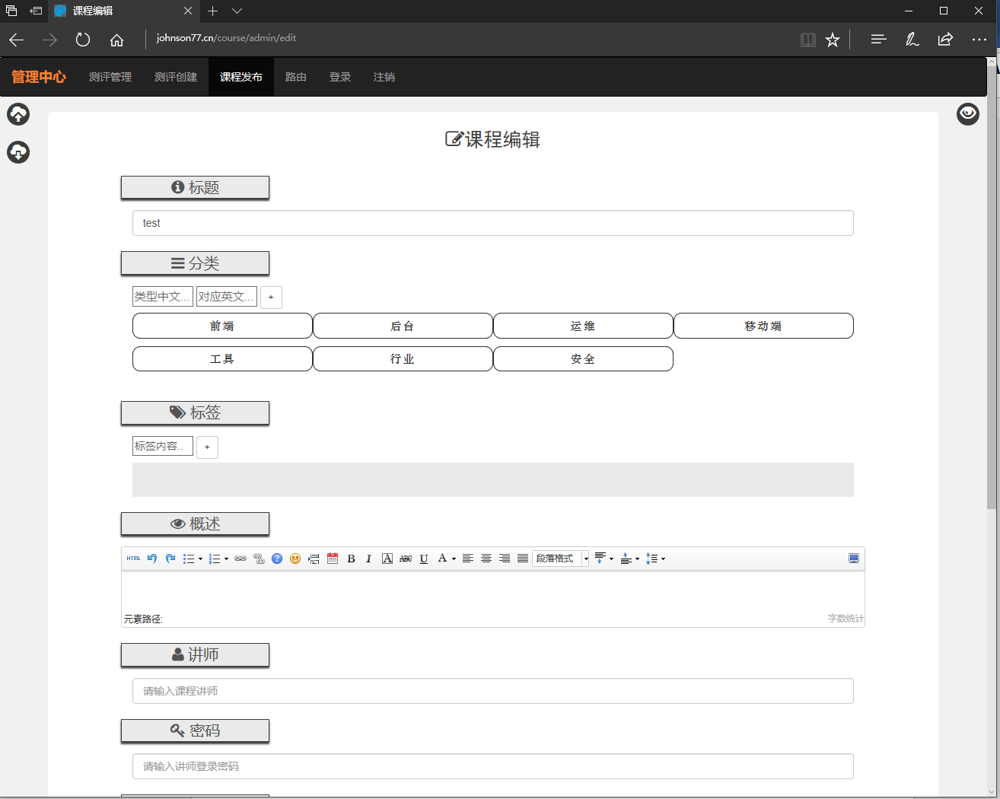 课程编辑
johnson77.cn/course/admin/edit
管理中心 测评管理 测评创建 课程发布 路由 登录 注销
课程编辑
标题
test
分类
类型中文... 对应英文... +
前端 后台 运维 移动端
工具 行业 安全
标签
标签内容.. +
概述
HTML B I A ABC U A 段落格式
元素路径: 字数统计
讲师
请输入课程讲师
密码
请输入讲师登录密码